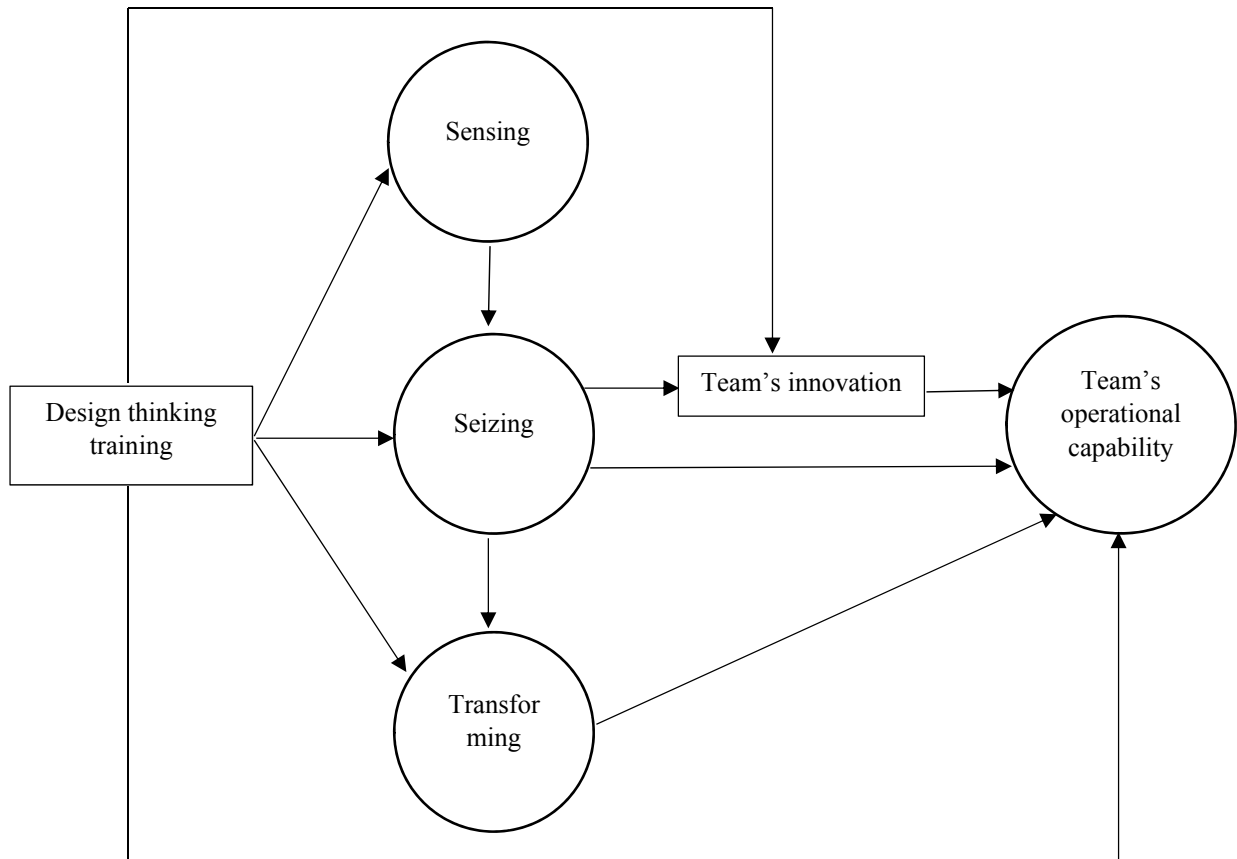 Sensing
Design thinking
training
Seizing
Team’s innovation
Team’s
operational
capability
Transfor
ming